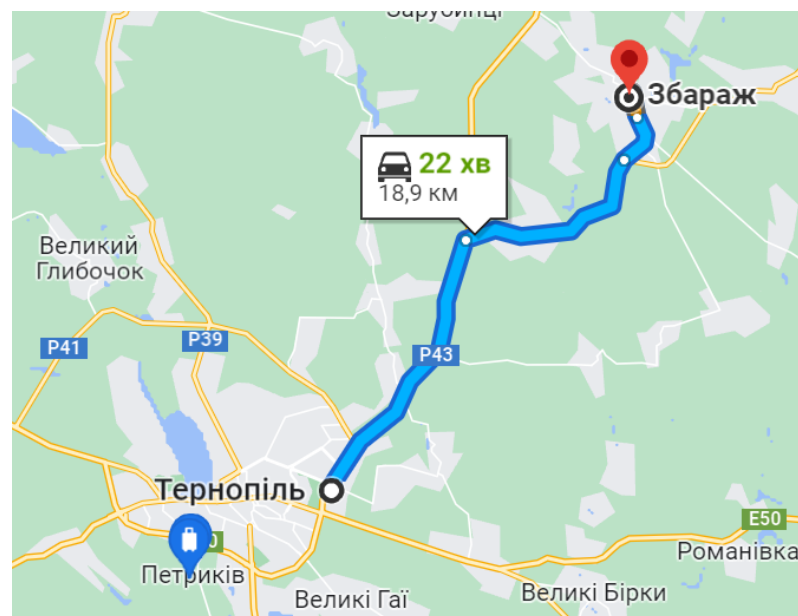 Зарубинці
Збараж
22 хв
18,9 км
Великий
Глибочок
P41
P39
P43
Тернопіль
E50
Романівка
Петриків
Великі Гаї
Великі Бірки